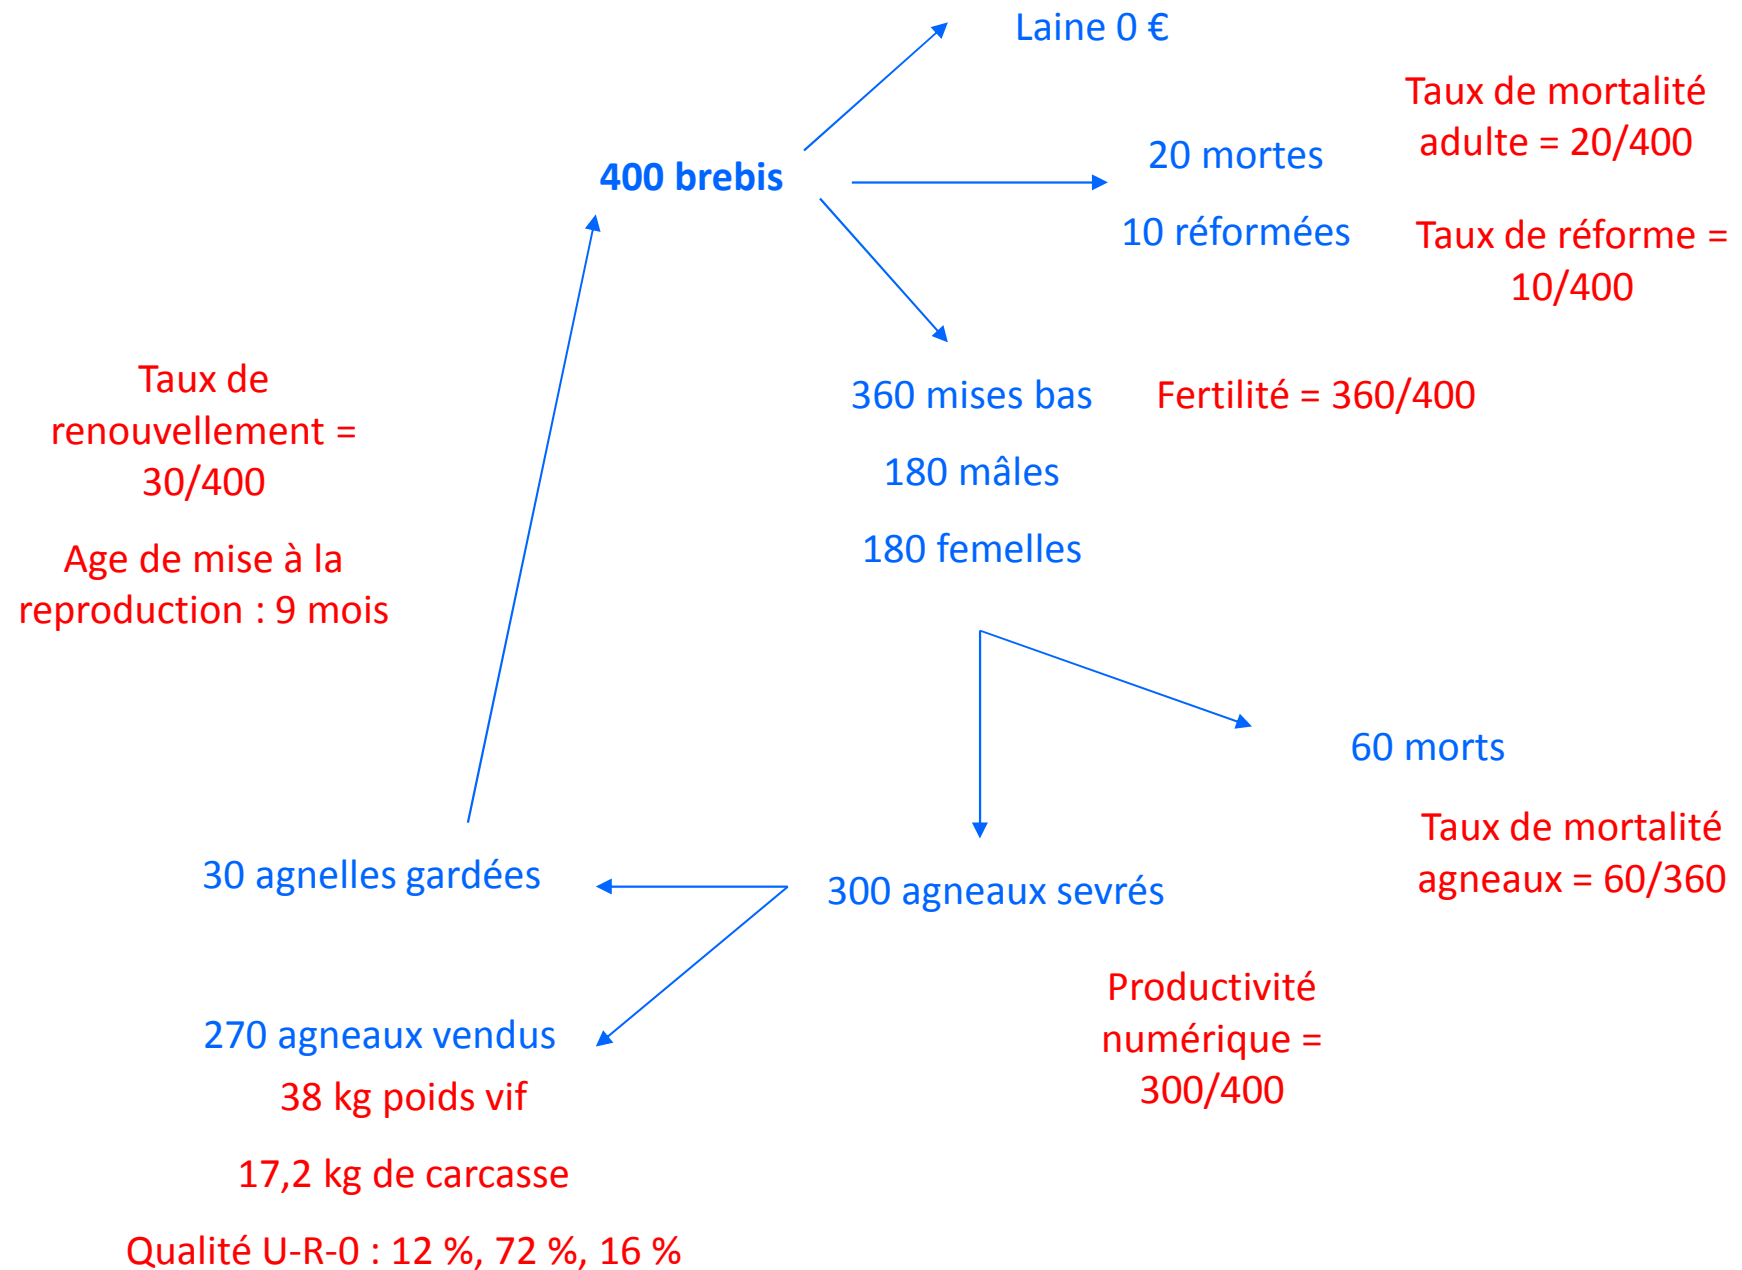 Laine 0 €
Taux de mortalité
adulte = 20/400
20 mortes
400 brebis
10 réformées
Taux de réforme =
10/400
Taux de
renouvellement =
30/400
360 mises bas
Fertilité = 360/400
180 mâles
180 femelles
Age de mise à la
reproduction : 9 mois
60 morts
Taux de mortalité
agneaux = 60/360
30 agnelles gardées
300 agneaux sevrés
Productivité
numérique =
300/400
270 agneaux vendus
38 kg poids vif
17,2 kg de carcasse
Qualité U-R-0 : 12 %, 72 %, 16 %